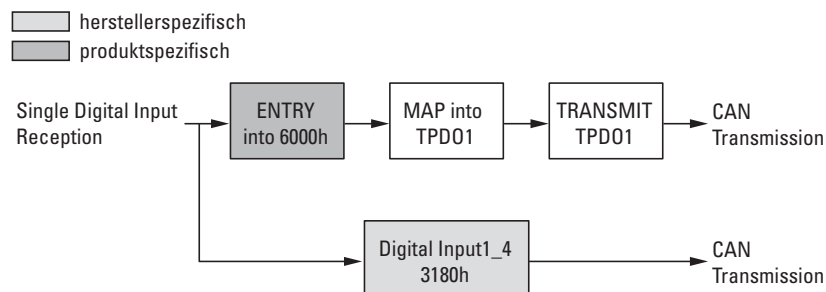 herstellerspezifisch
produktspezifisch
Single Digital Input
Reception
ENTRY
into 6000h
MAP into
TPDO1
TRANSMIT
TPDO1
CAN
Transmission
Digital Input1_4
3180h
CAN
Transmission